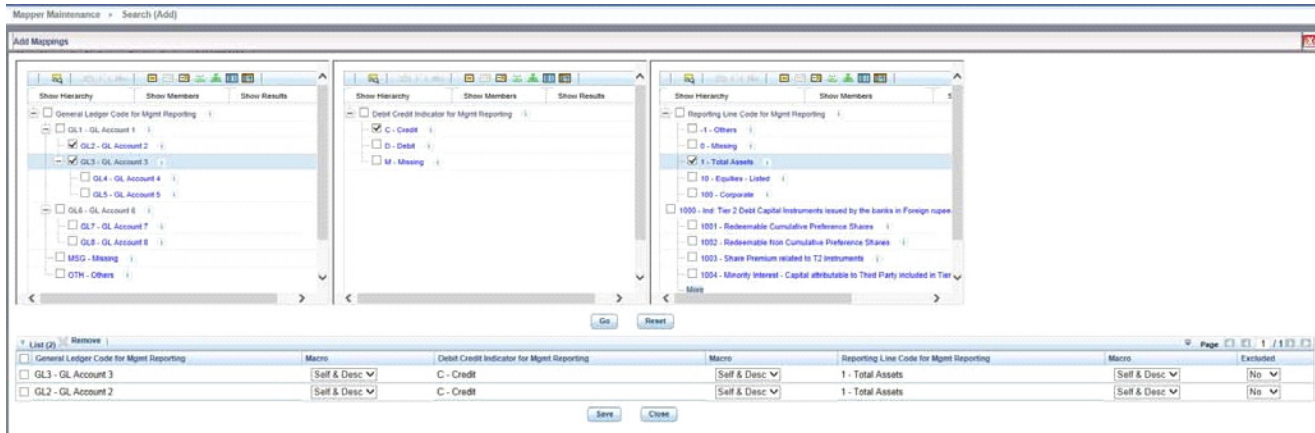 Mapper Maintenance > Search (Add)
Add Mappings
Show Hierarchy Show Members Show Results
General Ledger Code for Mgmt Reporting
GL1 - GL Account 1
GL2 - GL Account 2
GL3 - GL Account 3
GL4 - GL Account 4
GL5 - GL Account 5
GL6 - GL Account 6
GL7 - GL Account 7
GL8 - GL Account 8
MSG - Missing
OTH - Others
Show Hierarchy Show Members Show Results
Debit Credit Indicator for Mgmt Reporting
C - Credit
D - Debit
M - Missing
Show Hierarchy Show Members S
Reporting Line Code for Mgmt Reporting
-1 - Others
0 - Missing
1 - Total Assets
10 - Equities - Listed
100 - Corporate
1000 - Ind: Tier 2 Debt Capital Instruments issued by the banks in Foreign rupee
1001 - Redeemable Cumulative Preference Shares
1002 - Redeemable Non Cumulative Preference Shares
1003 - Share Premium related to T2 Instruments
1004 - Minority Interest - Capital attributable to Third Party included in Tier
More
Go Reset
List (2) Remove Page 1 / 1
General Ledger Code for Mgmt Reporting Macro Debit Credit Indicator for Mgmt Reporting Macro Reporting Line Code for Mgmt Reporting Macro Excluded
GL3 - GL Account 3 Self & Desc C - Credit Self & Desc 1 - Total Assets Self & Desc No
GL2 - GL Account 2 Self & Desc C - Credit Self & Desc 1 - Total Assets Self & Desc No
Save Close